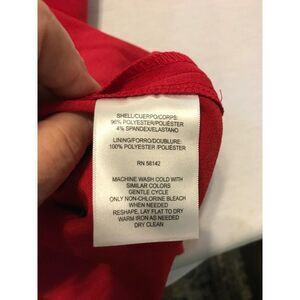 SHELL/CUERPO/CORPS:
96% POLYESTER/POLIÉSTER
4% SPANDEX/ELASTANO
LINING/FORRO/DOUBLURE:
100% POLYESTER/POLIÉSTER
RN 58142
MACHINE WASH COLD WITH
SIMILAR COLORS
GENTLE CYCLE
ONLY NON-CHLORINE BLEACH
WHEN NEEDED
RESHAPE, LAY FLAT TO DRY
WARM IRON AS NEEDED
DRY CLEAN